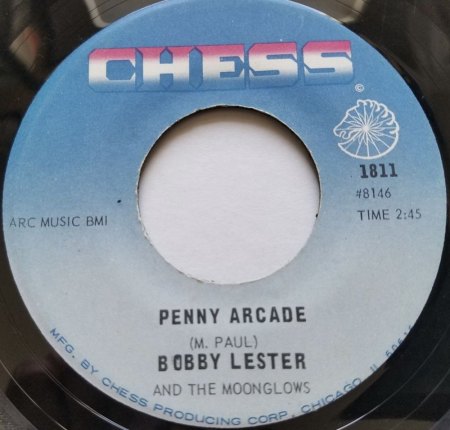 CHESS
©
1811
#8146
ARC MUSIC BMI
TIME 2:45
PENNY ARCADE
(M. PAUL)
BOBBY LESTER
AND THE MOONGLOWS
MFG. BY CHESS PRODUCING CORP. CHICAGO, IL